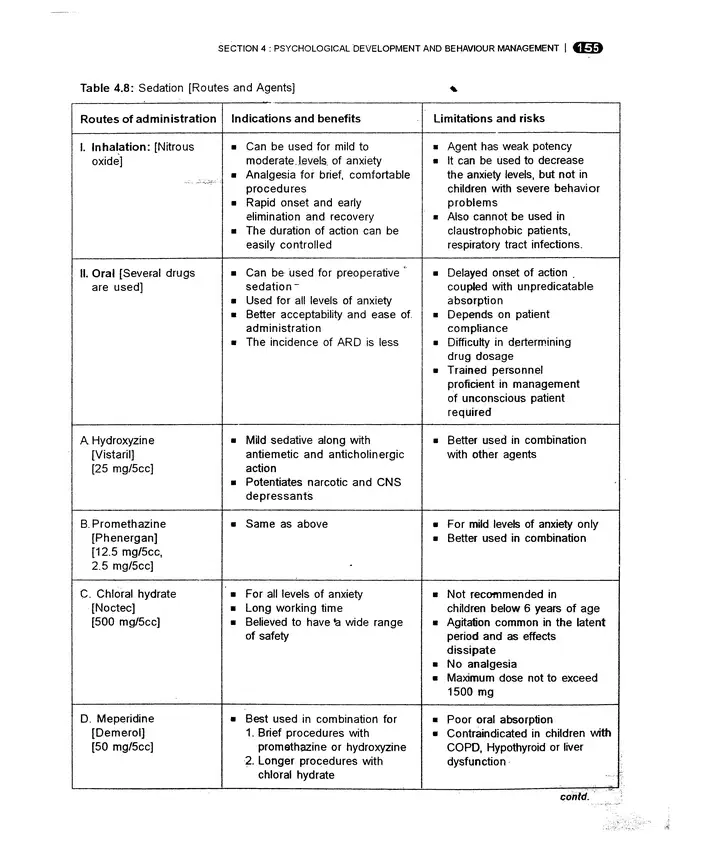 SECTION 4 : PSYCHOLOGICAL DEVELOPMENT AND BEHAVIOUR MANAGEMENT | 155
Table 4.8: Sedation [Routes and Agents]
Routes of administration
Indications and benefits
Limitations and risks
I. Inhalation: [Nitrous
oxide]
■ Can be used for mild to
moderate levels of anxiety
■ Analgesia for brief, comfortable
procedures
■ Rapid onset and early
elimination and recovery
■ The duration of action can be
easily controlled
■ Agent has weak potency
■ It can be used to decrease
the anxiety levels, but not in
children with severe behavior
problems
■ Also cannot be used in
claustrophobic patients,
respiratory tract infections.
II. Oral [Several drugs
are used]
■ Can be used for preoperative
sedation
■ Used for all levels of anxiety
■ Better acceptability and ease of
administration
■ The incidence of ARD is less
■ Delayed onset of action
coupled with unpredicatable
absorption
■ Depends on patient
compliance
■ Difficulty in dertermining
drug dosage
■ Trained personnel
proficient in management
of unconscious patient
required
A Hydroxyzine
[Vistaril]
[25 mg/5cc]
■ Mild sedative along with
antiemetic and anticholinergic
action
■ Potentiates narcotic and CNS
depressants
■ Better used in combination
with other agents
B. Promethazine
[Phenergan]
[12.5 mg/5cc,
2.5 mg/5cc]
■ Same as above
■ For mild levels of anxiety only
■ Better used in combination
C. Chloral hydrate
[Noctec]
[500 mg/5cc]
■ For all levels of anxiety
■ Long working time
■ Believed to have a wide range
of safety
■ Not recommended in
children below 6 years of age
■ Agitation common in the latent
period and as effects
dissipate
■ No analgesia
■ Maximum dose not to exceed
1500 mg
D. Meperidine
[Demerol]
[50 mg/5cc]
■ Best used in combination for
1. Brief procedures with
promethazine or hydroxyzine
2. Longer procedures with
chloral hydrate
■ Poor oral absorption
■ Contraindicated in children with
COPD, Hypothyroid or liver
dysfunction
contd.